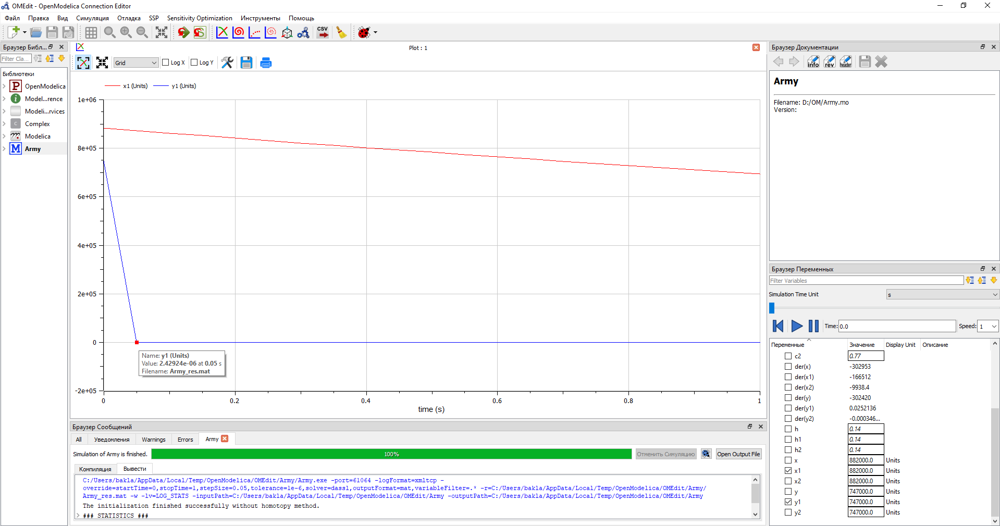 OMEdit - OpenModelica Connection Editor
Файл Правка Вид Симуляция Отладка SSP Sensitivity Optimization Инструменты Помощь
CSV
Браузер Библ...
Filter Cla...
Библиотеки
P OpenModelica
i Model...rence
Modeli...rvices
C Complex
Modelica
M Army
Plot : 1
Grid Log X Log Y
x1 (Units) y1 (Units)
1e+06
8e+05
6e+05
4e+05
2e+05
0
-2e+05
Name: y1 (Units)
Value: 2.42924e-06 at 0.05 s
Filename: Army_res.mat
0 0.2 0.4 0.6 0.8 1
time (s)
Браузер Сообщений
All Уведомления Warnings Errors Army
Simulation of Army is finished. 100% Отменить Симуляцию Open Output File
Компиляция Вывести
C:/Users/bakla/AppData/Local/Temp/OpenModelica/OMEdit/Army/Army.exe -port=61064 -logFormat=xmltcp -
override=startTime=0,stopTime=1,stepSize=0.05,tolerance=1e-6,solver=dassl,outputFormat=mat,variableFilter=.* -r=C:/Users/bakla/AppData/Local/Temp/OpenModelica/OMEdit/Army/
Army_res.mat -w -lv=LOG_STATS -inputPath=C:/Users/bakla/AppData/Local/Temp/OpenModelica/OMEdit/Army -outputPath=C:/Users/bakla/AppData/Local/Temp/OpenModelica/OMEdit/Army
The initialization finished successfully without homotopy method.
### STATISTICS ###
Браузер Документации
info rev header
Army
Filename: D:/OM/Army.mo
Version:
Браузер Переменных
Filter Variables
Simulation Time Unit s
Time: 0.0 Speed: 1
Переменные Значение Display Unit Описание
c2 0.77
der(x) -302953
der(x1) -166512
der(x2) -9938.4
der(y) -302420
der(y1) 0.0252136
der(y2) -0.000346...
h 0.14
h1 0.14
h2 0.14
x 882000.0 Units
x1 882000.0 Units
x2 882000.0 Units
y 747000.0 Units
y1 747000.0 Units
y2 747000.0 Units